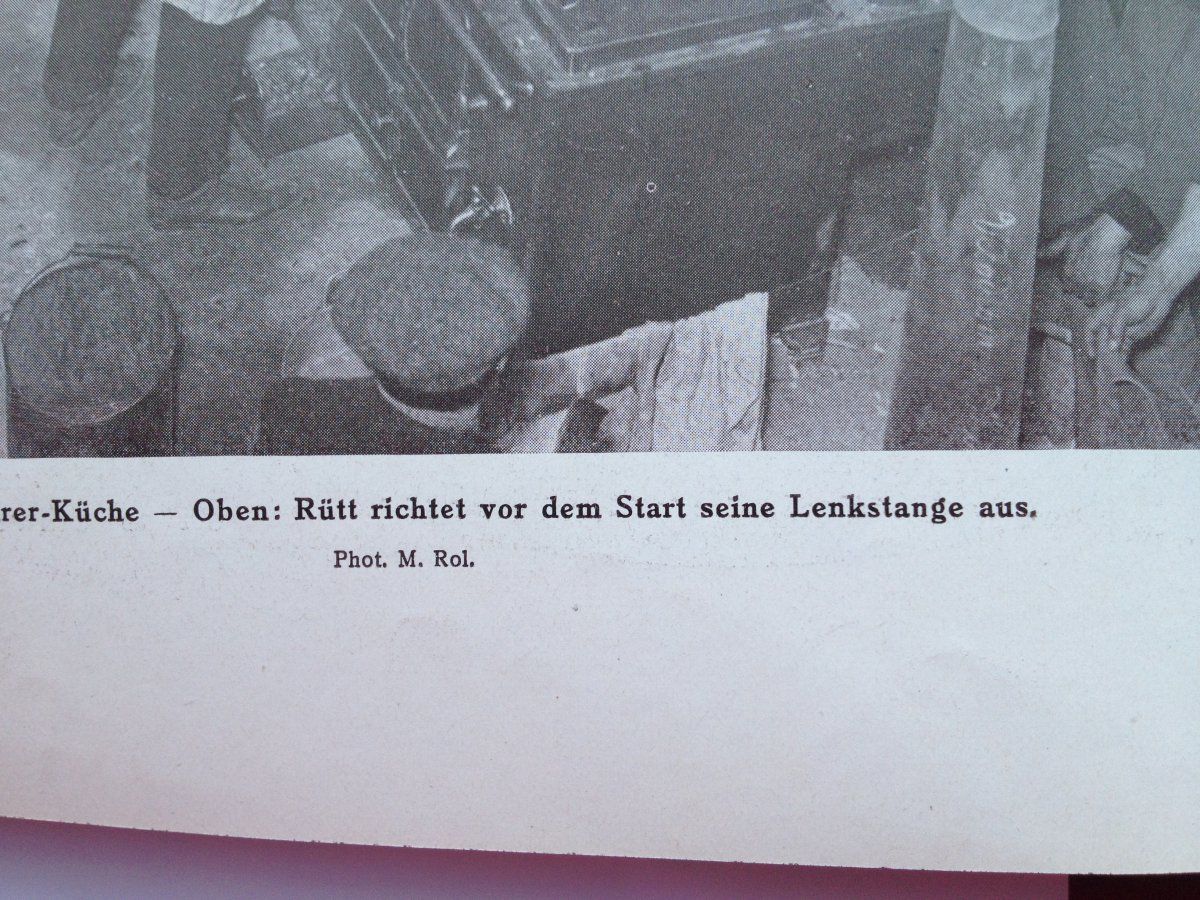 rer-Küche — Oben: Rütt richtet vor dem Start seine Lenkstange aus.
Phot. M. Rol.